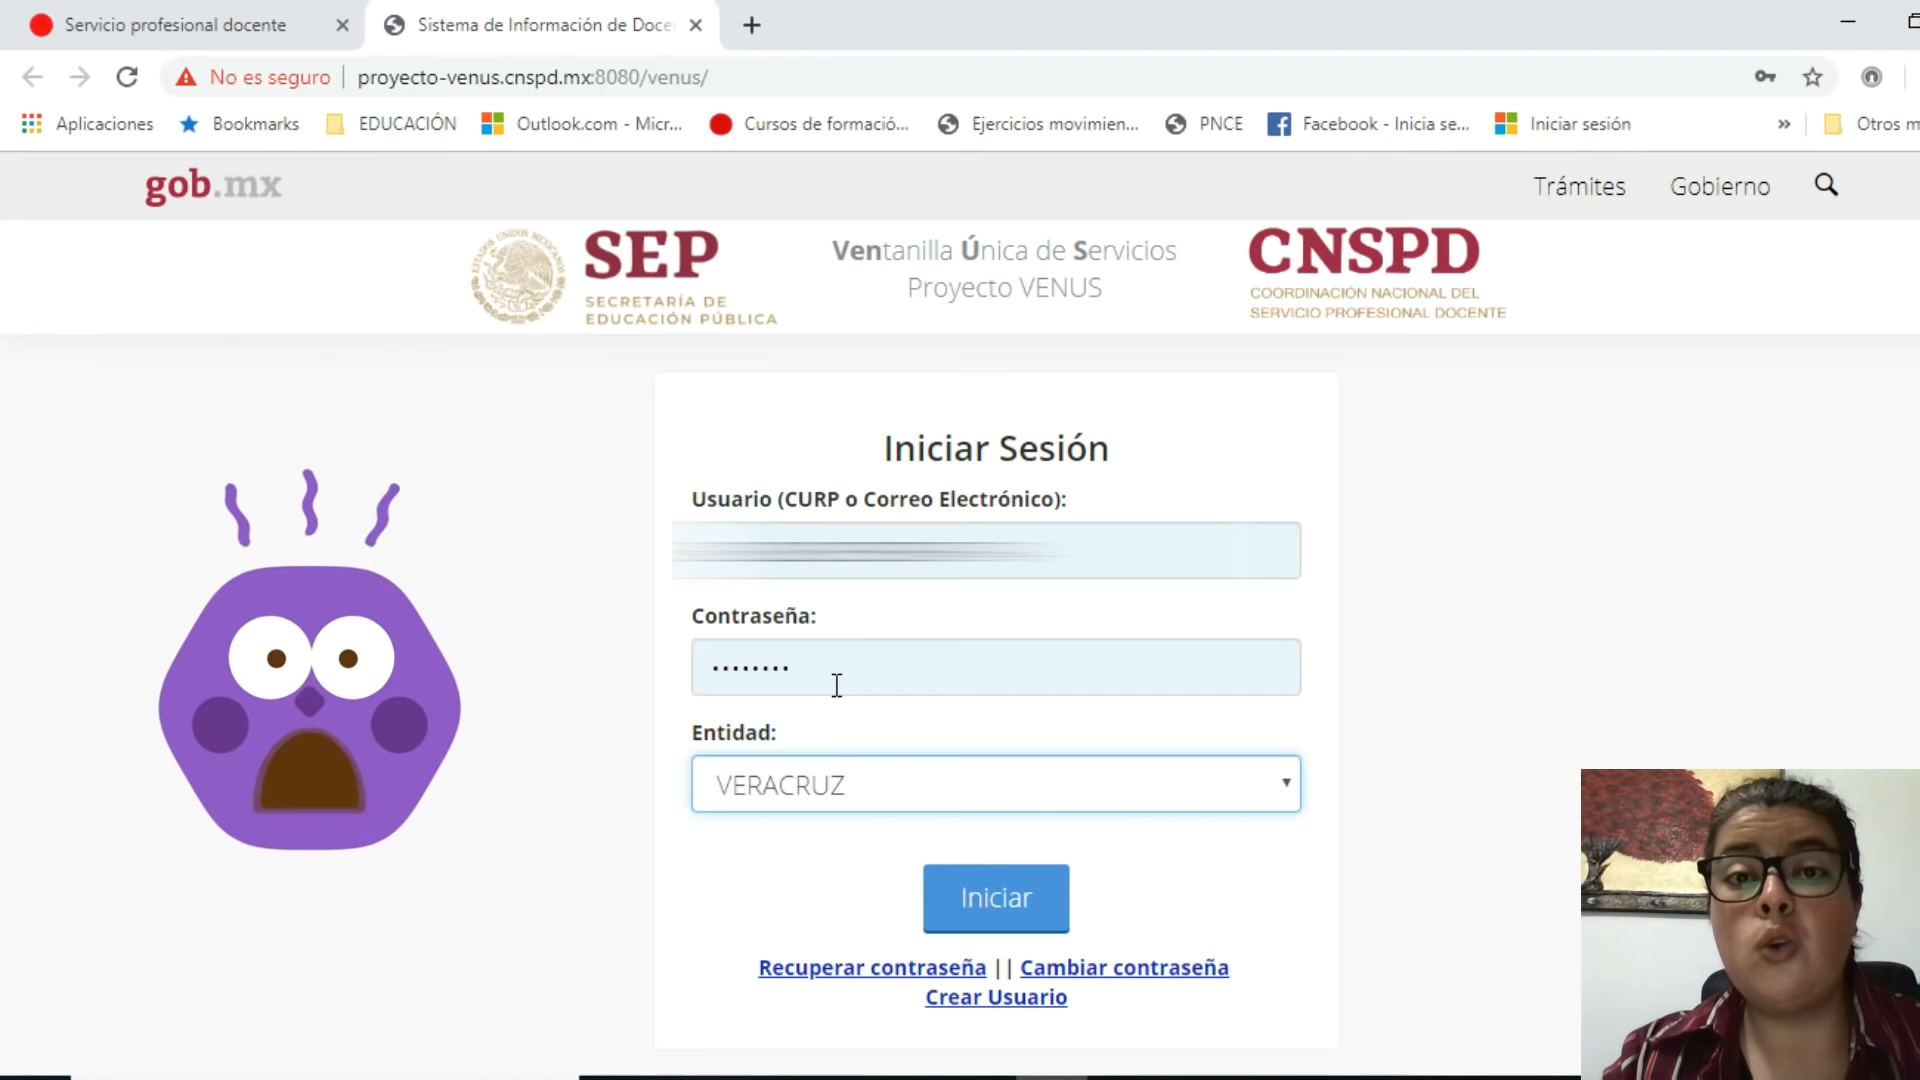 Servicio profesional docente
Sistema de Información de Doce
No es seguro
proyecto-venus.cnspd.mx:8080/venus/
Aplicaciones
Bookmarks
EDUCACIÓN
Outlook.com - Micr...
Cursos de formació...
Ejercicios movimien...
PNCE
Facebook - Inicia se...
Iniciar sesión
»
Otros m
gob.mx
Trámites
Gobierno
SEP
SECRETARÍA DE
EDUCACIÓN PÚBLICA
Ventanilla Única de Servicios
Proyecto VENUS
CNSPD
COORDINACIÓN NACIONAL DEL
SERVICIO PROFESIONAL DOCENTE
Iniciar Sesión
Usuario (CURP o Correo Electrónico):
Contraseña:
........
Entidad:
VERACRUZ
Iniciar
Recuperar contraseña || Cambiar contraseña
Crear Usuario